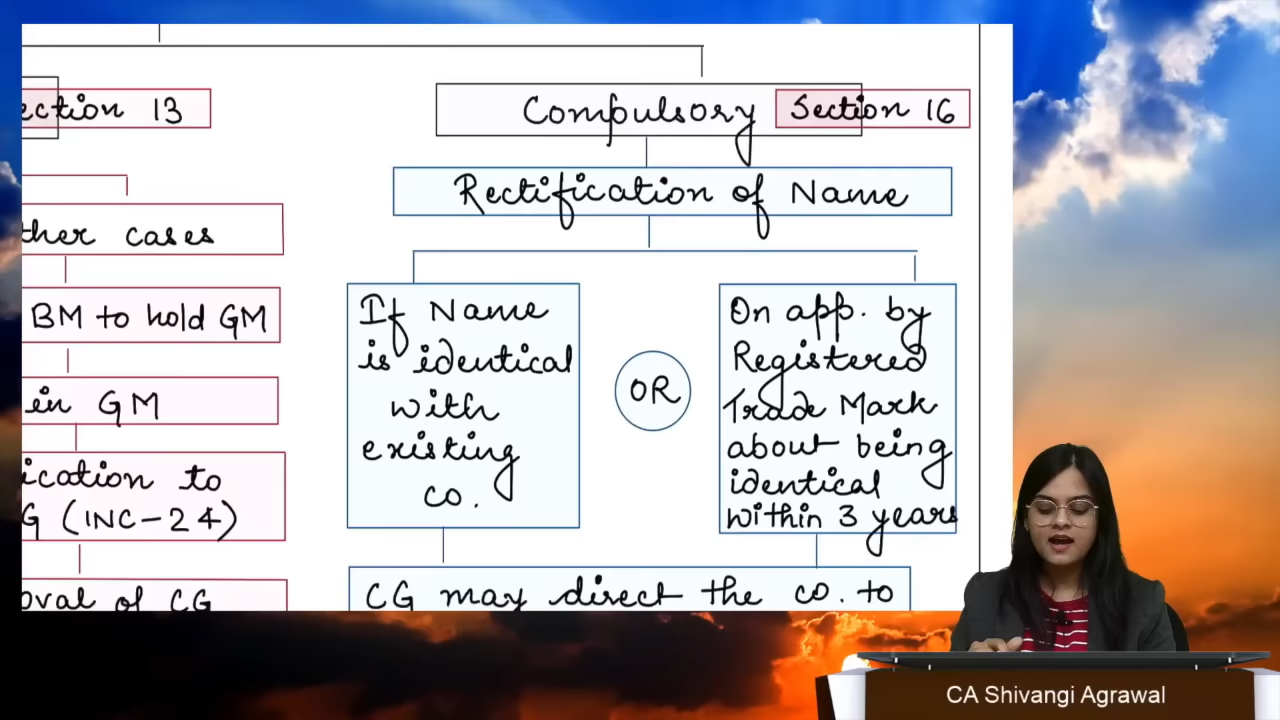 ection 13
ther cases
BM to hold GM
in GM
ication to
G (INC-24)
oval of CG
Compulsory Section 16
Rectification of Name
If Name
is identical
with
existing
co.
OR
On app. by
Registered
Trade Mark
about being
identical
within 3 years
CG may direct the co. to
CA Shivangi Agrawal